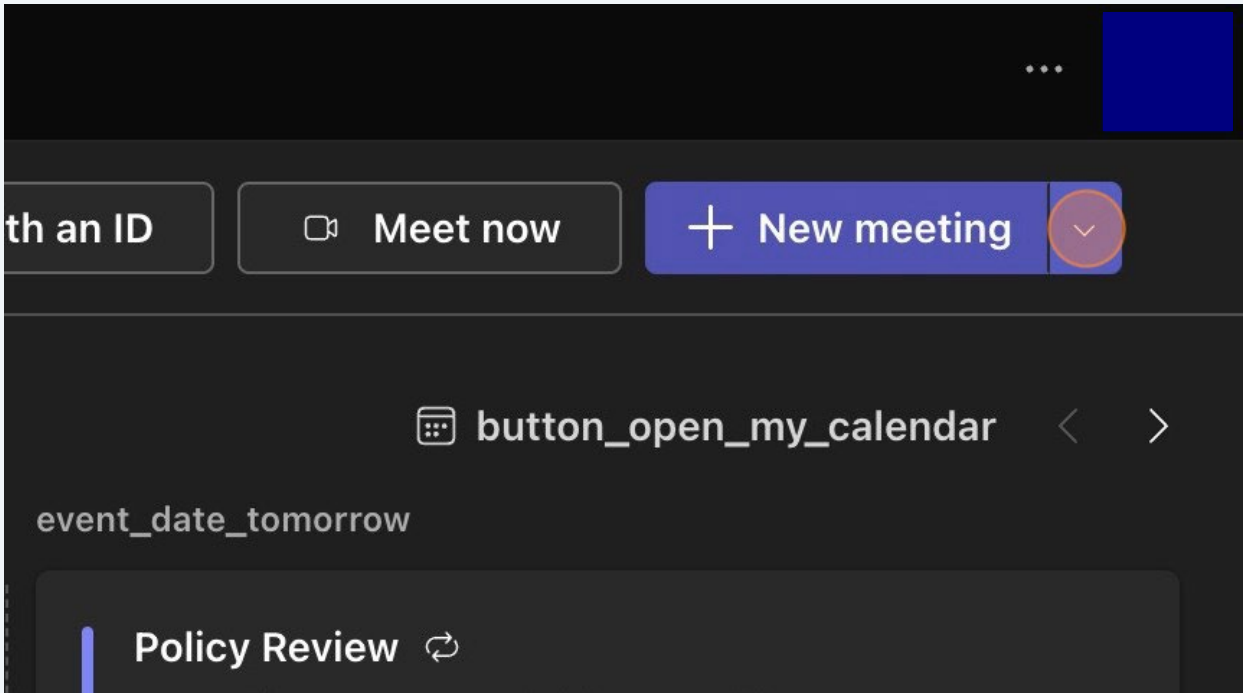 th an ID
Meet now
New meeting
button_open_my_calendar
event_date_tomorrow
Policy Review